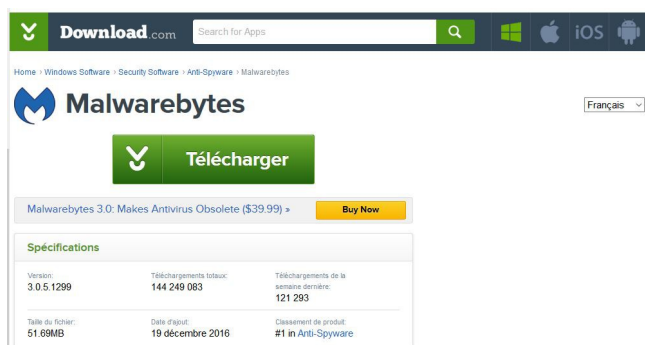 Download.com
Search for Apps
iOS
Home › Windows Software › Security Software › Anti-Spyware › Malwarebytes
Malwarebytes
Français
Télécharger
Malwarebytes 3.0: Makes Antivirus Obsolete ($39.99) »
Buy Now
Spécifications
Version:
3.0.5.1299
Téléchargements totaux:
144 249 083
Téléchargements de la
semaine dernière:
121 293
Taille du fichier:
51.69MB
Date d'ajout:
19 décembre 2016
Classement de produit:
#1 in Anti-Spyware